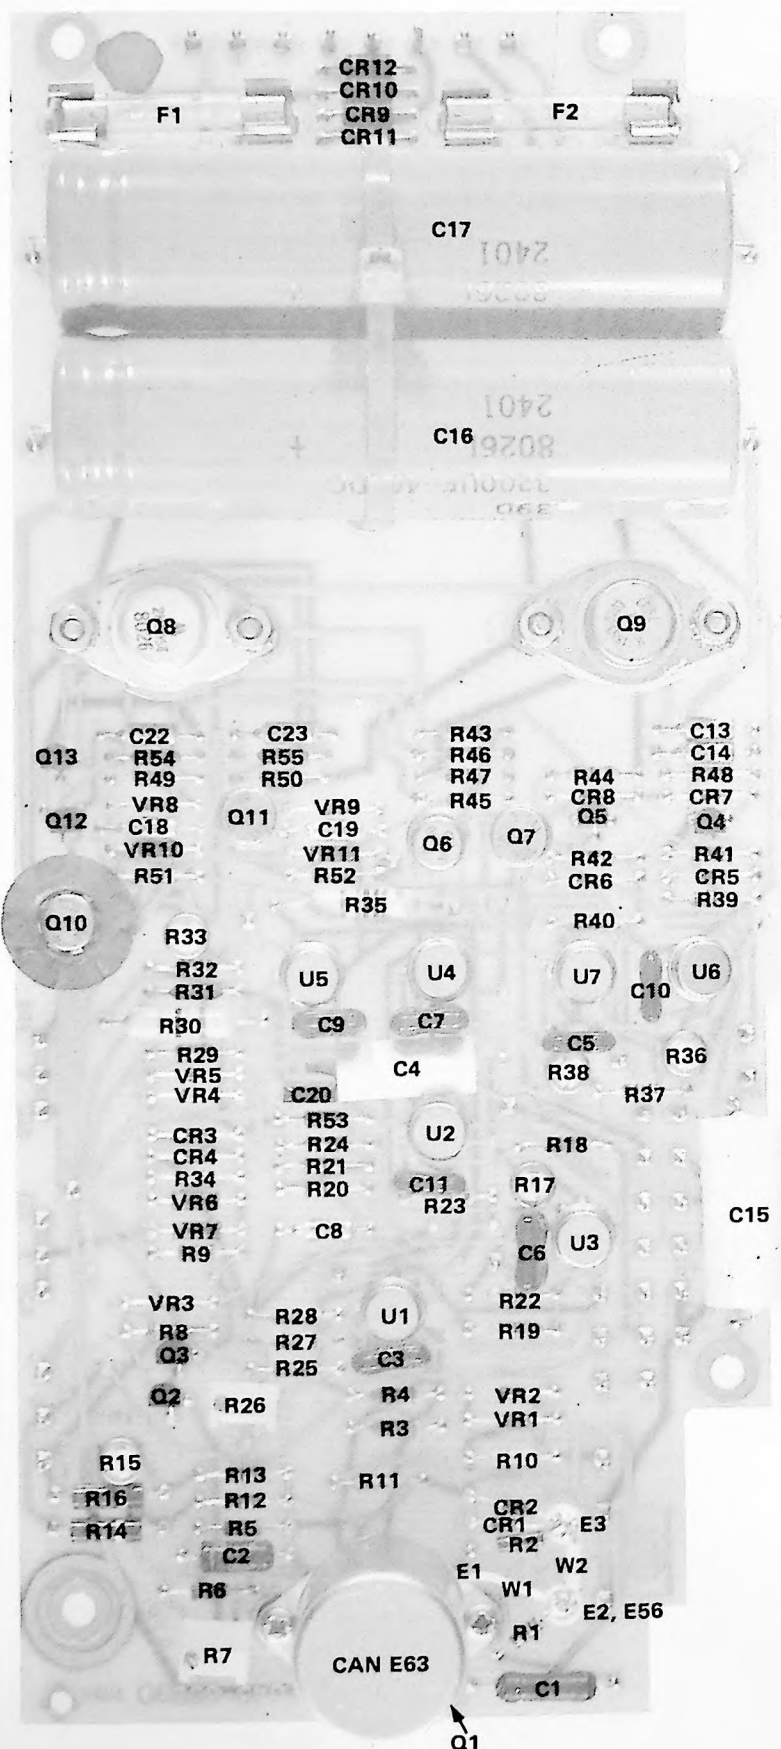 CR12
CR10
F1 CR9 F2
CR11
C17
2401
C16
2401
8026
Q8 Q9
C22 C23 R43 C13
Q13 R54 R55 R46 C14
R49 R50 R47 R44 R48
VR8 VR9 R45 CR8 CR7
Q12 C18 Q11 C19 Q6 Q7 Q5 Q4
VR10 VR11 R42 R41
R51 R52 CR6 CR5
R35 R39
Q10 R33 R40
R32 U5 U4 U7 U6
R31 C10
R30 C9 C7 C5
R29 C4 R38 R36
VR5
VR4 C20 R37
R53
CR3 R24 U2 R18
CR4 R21
R34 R20 C11 R17
VR6 R23
VR7 C8 C6 U3 C15
R9
VR3 R28 U1 R22
R8 R27 R19
Q3 R25 C3
Q2 R26 R4 VR2
R3 VR1
R15 R13 R11 R10
R16 R12 CR2
R14 R5 CR1 E3
C2 R2
E1 W2
R6 W1
E2, E56
R7 CAN E63 R1
C1
Q1